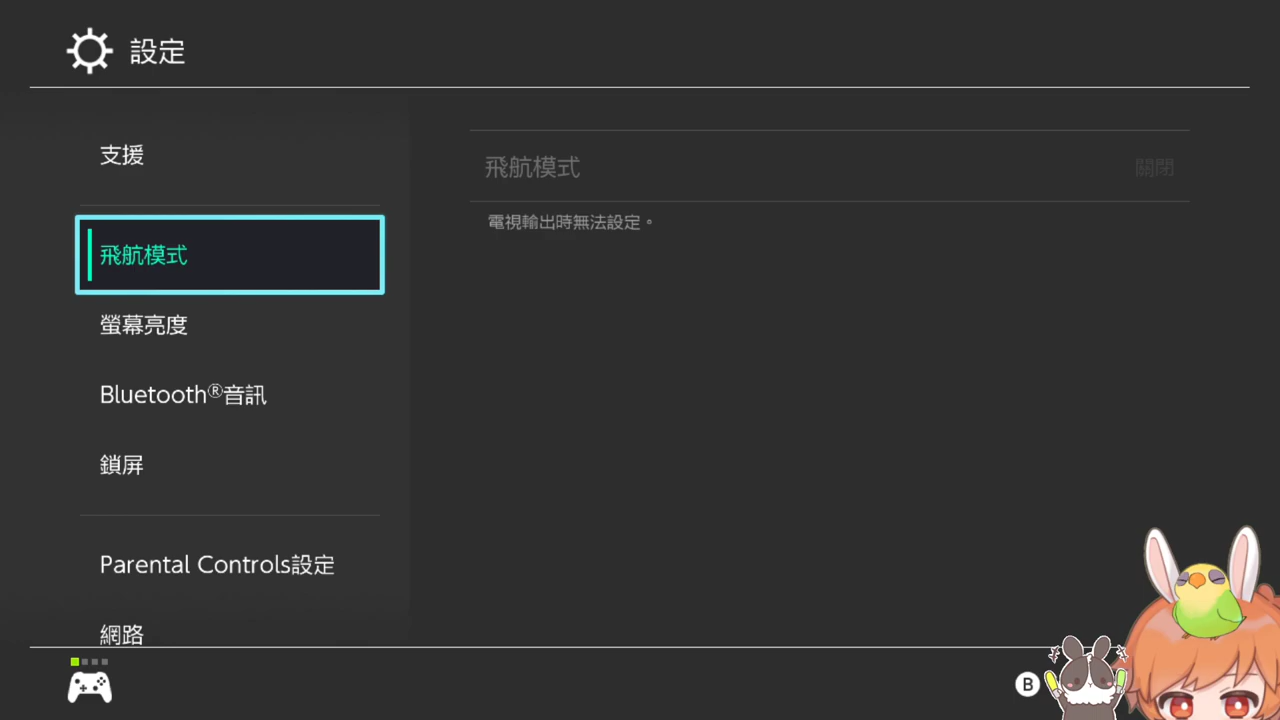 設定
支援
飛航模式
螢幕亮度
Bluetooth®音訊
鎖屏
Parental Controls設定
網路
飛航模式 關閉
電視輸出時無法設定。
B